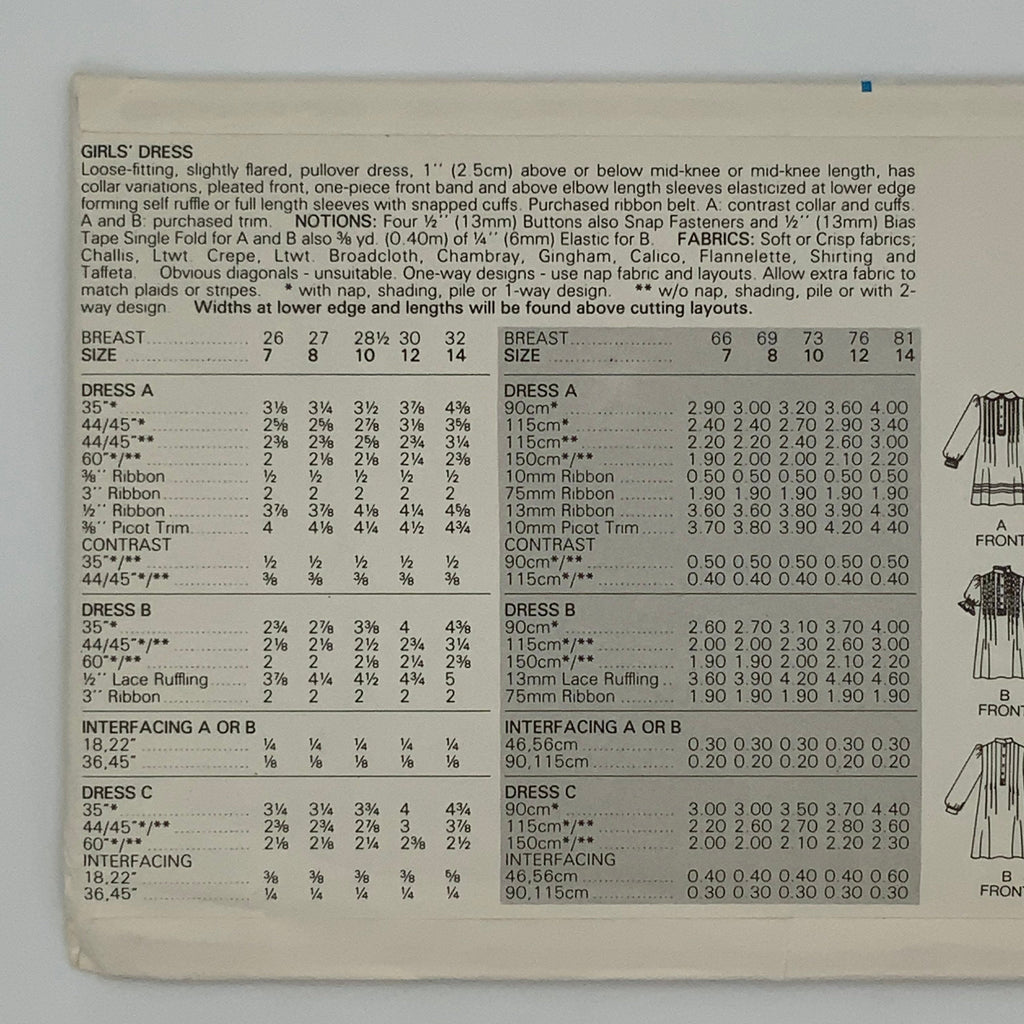 GIRLS' DRESS
Loose-fitting, slightly flared, pullover dress, 1'' (2 5cm) above or below mid-knee or mid-knee length, has
collar variations, pleated front, one-piece front band and above elbow length sleeves elasticized at lower edge
forming self ruffle or full length sleeves with snapped cuffs. Purchased ribbon belt. A: contrast collar and cuffs.
A and B: purchased trim. NOTIONS: Four ½'' (13mm) Buttons also Snap Fasteners and ½'' (13mm) Bias
Tape Single Fold for A and B also ⅜ yd. (0.40m) of ¼'' (6mm) Elastic for B. FABRICS: Soft or Crisp fabrics;
Challis, Ltwt. Crepe, Ltwt. Broadcloth, Chambray, Gingham, Calico, Flannelette, Shirting and
Taffeta. Obvious diagonals - unsuitable. One-way designs - use nap fabric and layouts. Allow extra fabric to
match plaids or stripes. * with nap, shading, pile or 1-way design. ** w/o nap, shading, pile or with 2-
way design. Widths at lower edge and lengths will be found above cutting layouts.
BREAST 26 27 28½ 30 32
SIZE 7 8 10 12 14
DRESS A
35"* 3⅛ 3¼ 3½ 3⅞ 4⅜
44/45"* 2⅝ 2⅝ 2⅞ 3⅛ 3⅝
44/45"** 2⅜ 2⅜ 2⅝ 2¾ 3¼
60"*/** 2 2⅛ 2⅛ 2¼ 2⅜
⅜'' Ribbon ½ ½ ½ ½ ½
3'' Ribbon 2 2 2 2 2
½'' Ribbon 3⅞ 3⅞ 4⅛ 4¼ 4⅝
⅜'' Picot Trim 4 4⅛ 4¼ 4½ 4¾
CONTRAST
35"*/** ½ ½ ½ ½ ½
44/45"*/** ⅜ ⅜ ⅜ ⅜ ⅜
DRESS B
35"* 2¾ 2⅞ 3⅜ 4 4⅜
44/45"*/** 2⅛ 2⅛ 2½ 2¾ 3¼
60"*/** 2 2 2⅛ 2¼ 2⅜
½'' Lace Ruffling 3⅞ 4¼ 4½ 4¾ 5
3'' Ribbon 2 2 2 2 2
INTERFACING A OR B
18,22" ¼ ¼ ¼ ¼ ¼
36,45" ⅛ ⅛ ⅛ ⅛ ⅛
DRESS C
35"* 3¼ 3¼ 3¾ 4 4¾
44/45"*/** 2⅜ 2¾ 2⅞ 3 3⅞
60"*/** 2⅛ 2⅛ 2¼ 2⅜ 2½
INTERFACING
18,22" ⅜ ⅜ ⅜ ⅜ ⅝
36,45" ¼ ¼ ¼ ¼ ¼
BREAST 66 69 73 76 81
SIZE 7 8 10 12 14
DRESS A
90cm* 2.90 3.00 3.20 3.60 4.00
115cm* 2.40 2.40 2.70 2.90 3.40
115cm** 2.20 2.20 2.40 2.60 3.00
150cm*/** 1.90 2.00 2.00 2.10 2.20
10mm Ribbon 0.50 0.50 0.50 0.50 0.50
75mm Ribbon 1.90 1.90 1.90 1.90 1.90
13mm Ribbon 3.60 3.60 3.80 3.90 4.30
10mm Picot Trim 3.70 3.80 3.90 4.20 4.40
CONTRAST
90cm*/** 0.50 0.50 0.50 0.50 0.50
115cm*/** 0.40 0.40 0.40 0.40 0.40
DRESS B
90cm* 2.60 2.70 3.10 3.70 4.00
115cm*/** 2.00 2.00 2.30 2.60 3.00
150cm*/** 1.90 1.90 2.00 2.10 2.20
13mm Lace Ruffling 3.60 3.90 4.20 4.40 4.60
75mm Ribbon 1.90 1.90 1.90 1.90 1.90
INTERFACING A OR B
46,56cm 0.30 0.30 0.30 0.30 0.30
90,115cm 0.20 0.20 0.20 0.20 0.20
DRESS C
90cm* 3.00 3.00 3.50 3.70 4.40
115cm*/** 2.20 2.60 2.70 2.80 3.60
150cm*/** 2.00 2.00 2.10 2.20 2.30
INTERFACING
46,56cm 0.40 0.40 0.40 0.40 0.60
90,115cm 0.30 0.30 0.30 0.30 0.30
A
FRONT
B
FRONT
B
FRON